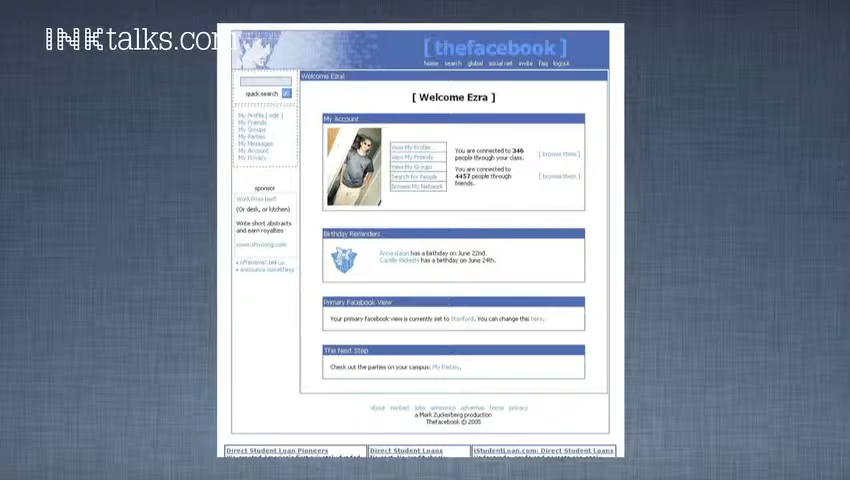 INKtalks.com
[ thefacebook ]
home search global social net invite faq logout
quick search go
My Profile [ edit ]
My Friends
My Groups
My Parties
My Messages
My Account
My Privacy
sponsor
(Or desk, or kitchen)
Write short abstracts
and earn royalties
• announce something
Welcome Ezra!
[ Welcome Ezra ]
My Account
View My Profile
View My Friends
View My Groups
Search for People
Browse My Network
You are connected to 346
people through your class.
[ browse them ]
You are connected to
4457 people through
friends.
[ browse them ]
Birthday Reminders
has a birthday on June 22nd.
has a birthday on June 24th.
Primary Facebook View
Your primary facebook view is currently set to Stanford. You can change this here.
The Next Step
Check out the parties on your campus: My Parties.
about contact jobs announce advertise terms privacy
a Mark Zuckerberg production
Thefacebook © 2005
Direct Student Loan Pioneers
Direct Student Loans
iStudentLoan.com: Direct Student Loans